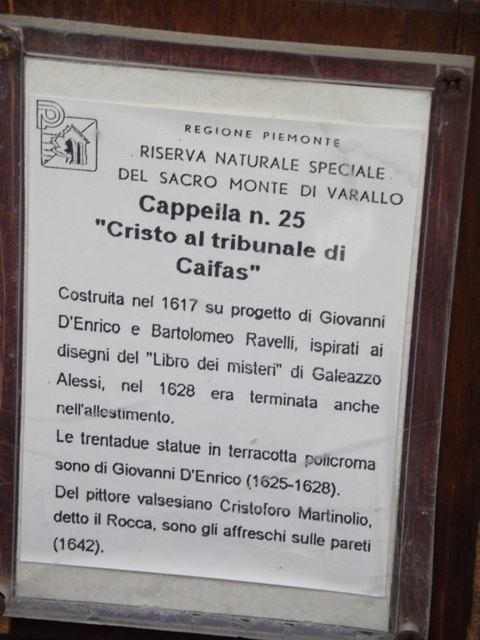 REGIONE PIEMONTE
RISERVA NATURALE SPECIALE
DEL SACRO MONTE DI VARALLO
Cappella n. 25
"Cristo al tribunale di
Caifas"
Costruita nel 1617 su progetto di Giovanni
D'Enrico e Bartolomeo Ravelli, ispirati ai
disegni del "Libro dei misteri" di Galeazzo
Alessi, nel 1628 era terminata anche
nell'allestimento.
Le trentadue statue in terracotta policroma
sono di Giovanni D'Enrico (1625-1628).
Del pittore valsesiano Cristoforo Martinolio,
detto il Rocca, sono gli affreschi sulle pareti
(1642).